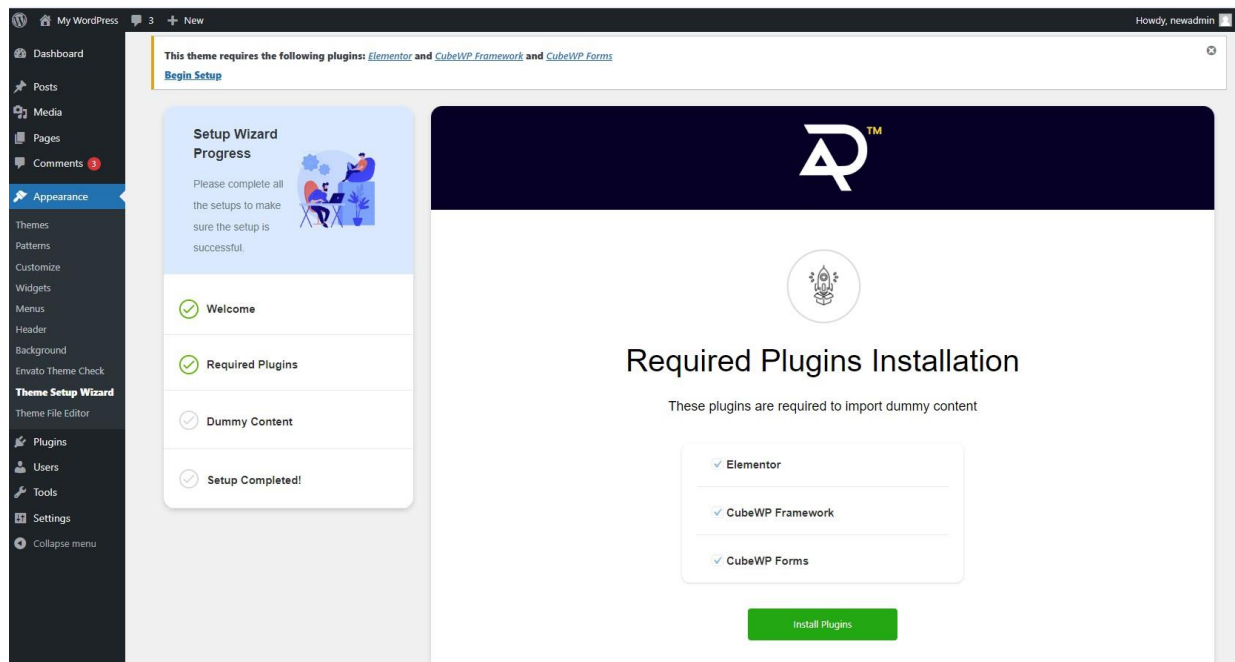 My WordPress 3 + New Howdy, newadmin
Dashboard
Posts
Media
Pages
Comments 3
Appearance
Themes
Patterns
Customize
Widgets
Menus
Header
Background
Envato Theme Check
Theme Setup Wizard
Theme File Editor
Plugins
Users
Tools
Settings
Collapse menu
This theme requires the following plugins: Elementor and CubeWP Framework and CubeWP Forms
Begin Setup
Setup Wizard
Progress
Please complete all
the setups to make
sure the setup is
successful.
Welcome
Required Plugins
Dummy Content
Setup Completed!
TM
Required Plugins Installation
These plugins are required to import dummy content
Elementor
CubeWP Framework
CubeWP Forms
Install Plugins